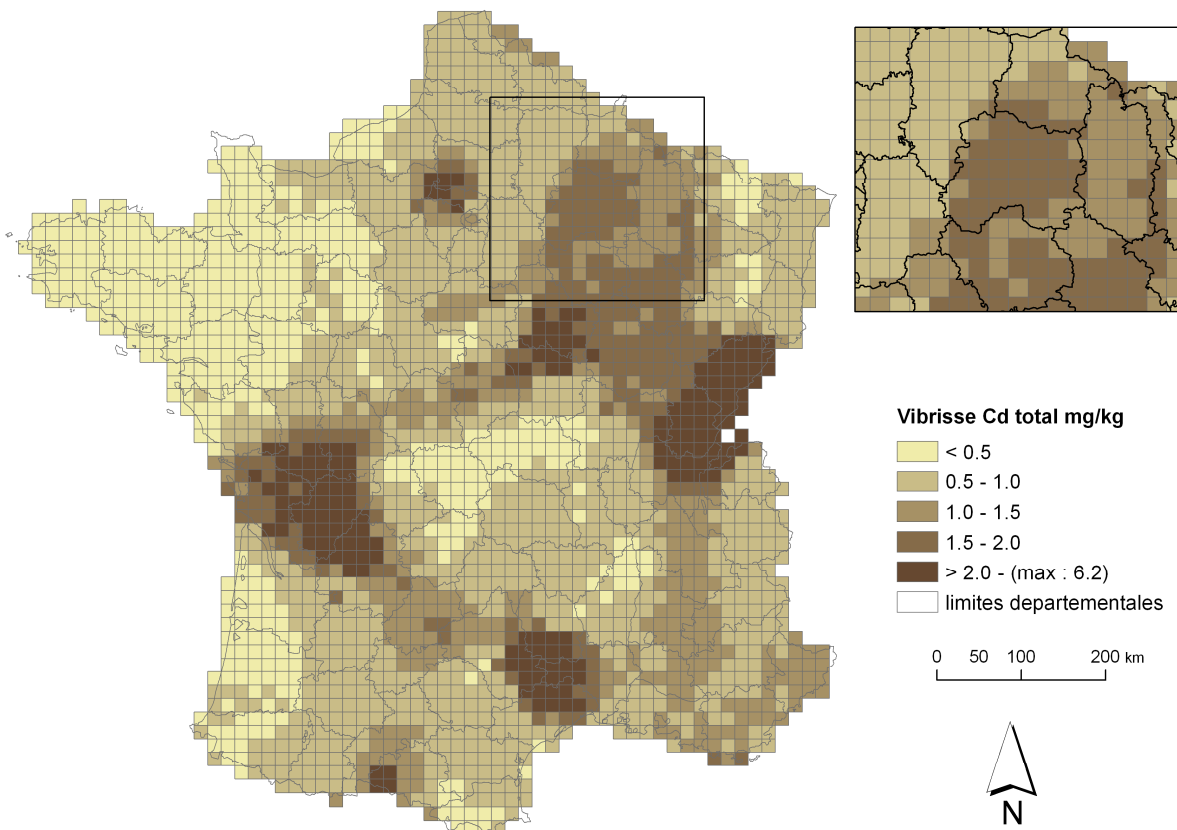 Vibrisse Cd total mg/kg
< 0.5
0.5 - 1.0
1.0 - 1.5
1.5 - 2.0
> 2.0 - (max : 6.2)
limites departementales
0 50 100 200 km
N